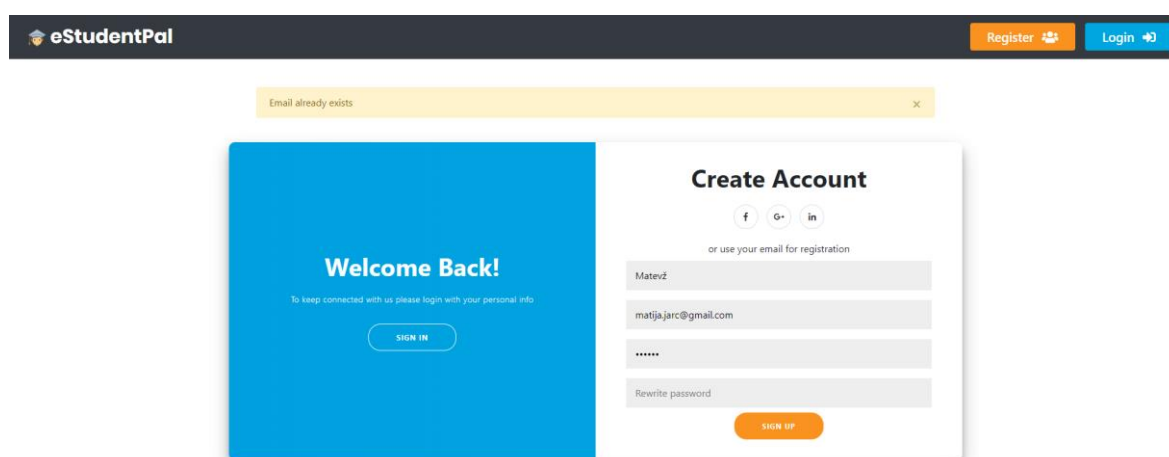 eStudentPal
Register
Login
Email already exists
×
Create Account
f G+ in
or use your email for registration
Welcome Back!
To keep connected with us please login with your personal info
SIGN IN
Matevž
matija.jarc@gmail.com
••••••
Rewrite password
SIGN UP